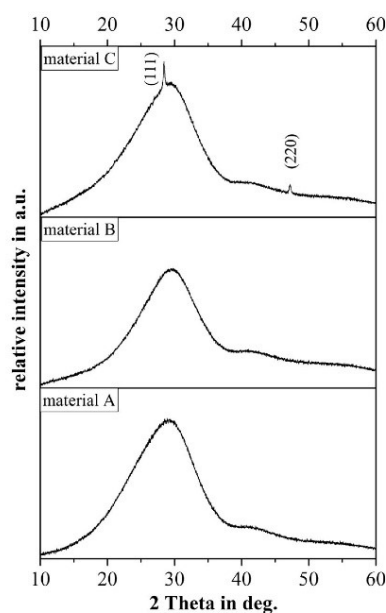 10 20 30 40 50 60
material C
(111)
(220)
material B
material A
relative intensity in a.u.
10 20 30 40 50 60
2 Theta in deg.